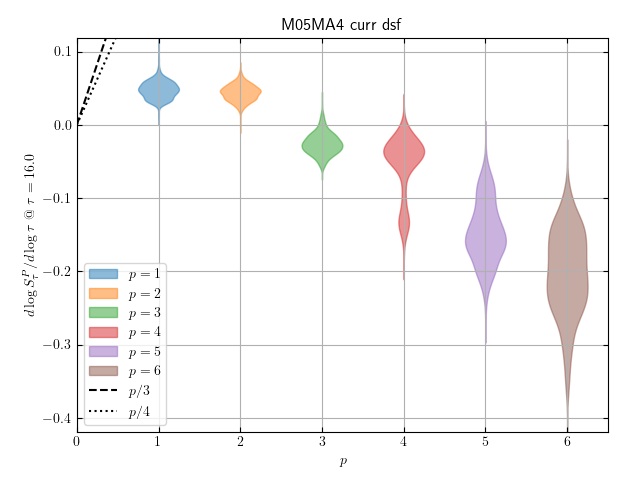 M05MA4 curr dsf
d log S_τ^p / d log τ @ τ = 16.0
0.1
0.0
−0.1
−0.2
−0.3
−0.4
p = 1
p = 2
p = 3
p = 4
p = 5
p = 6
p/3
p/4
0 1 2 3 4 5 6
p